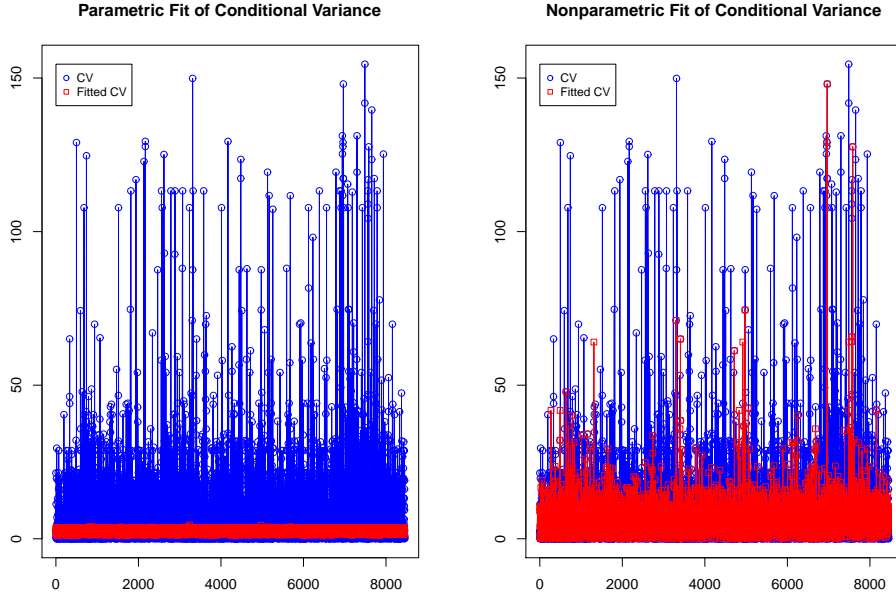 Parametric Fit of Conditional Variance
CV
Fitted CV
150
100
50
0
0 2000 4000 6000 8000
Nonparametric Fit of Conditional Variance
CV
Fitted CV
150
100
50
0
0 2000 4000 6000 8000